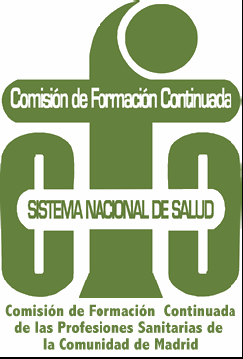 Comisión de Formación Continuada
SISTEMA NACIONAL DE SALUD
Comisión de Formación Continuada
de las Profesiones Sanitarias de
la Comunidad de Madrid